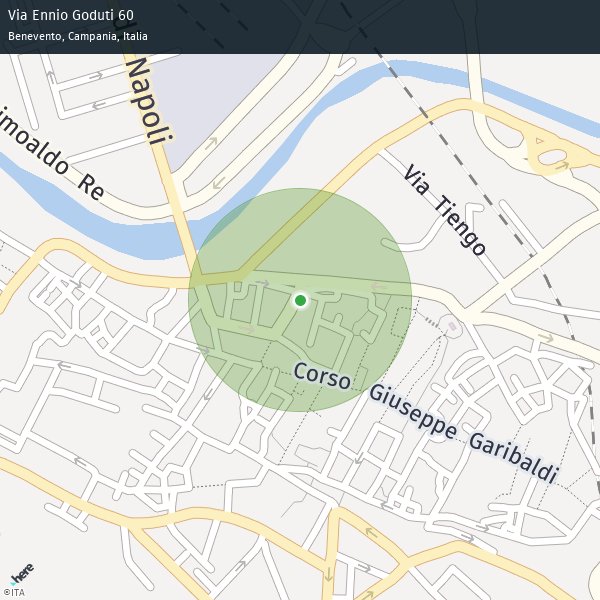 Via Ennio Goduti 60
Benevento, Campania, Italia
Napoli
imoaldo Re
Via Tiengo
Corso Giuseppe Garibaldi
here
©ITA